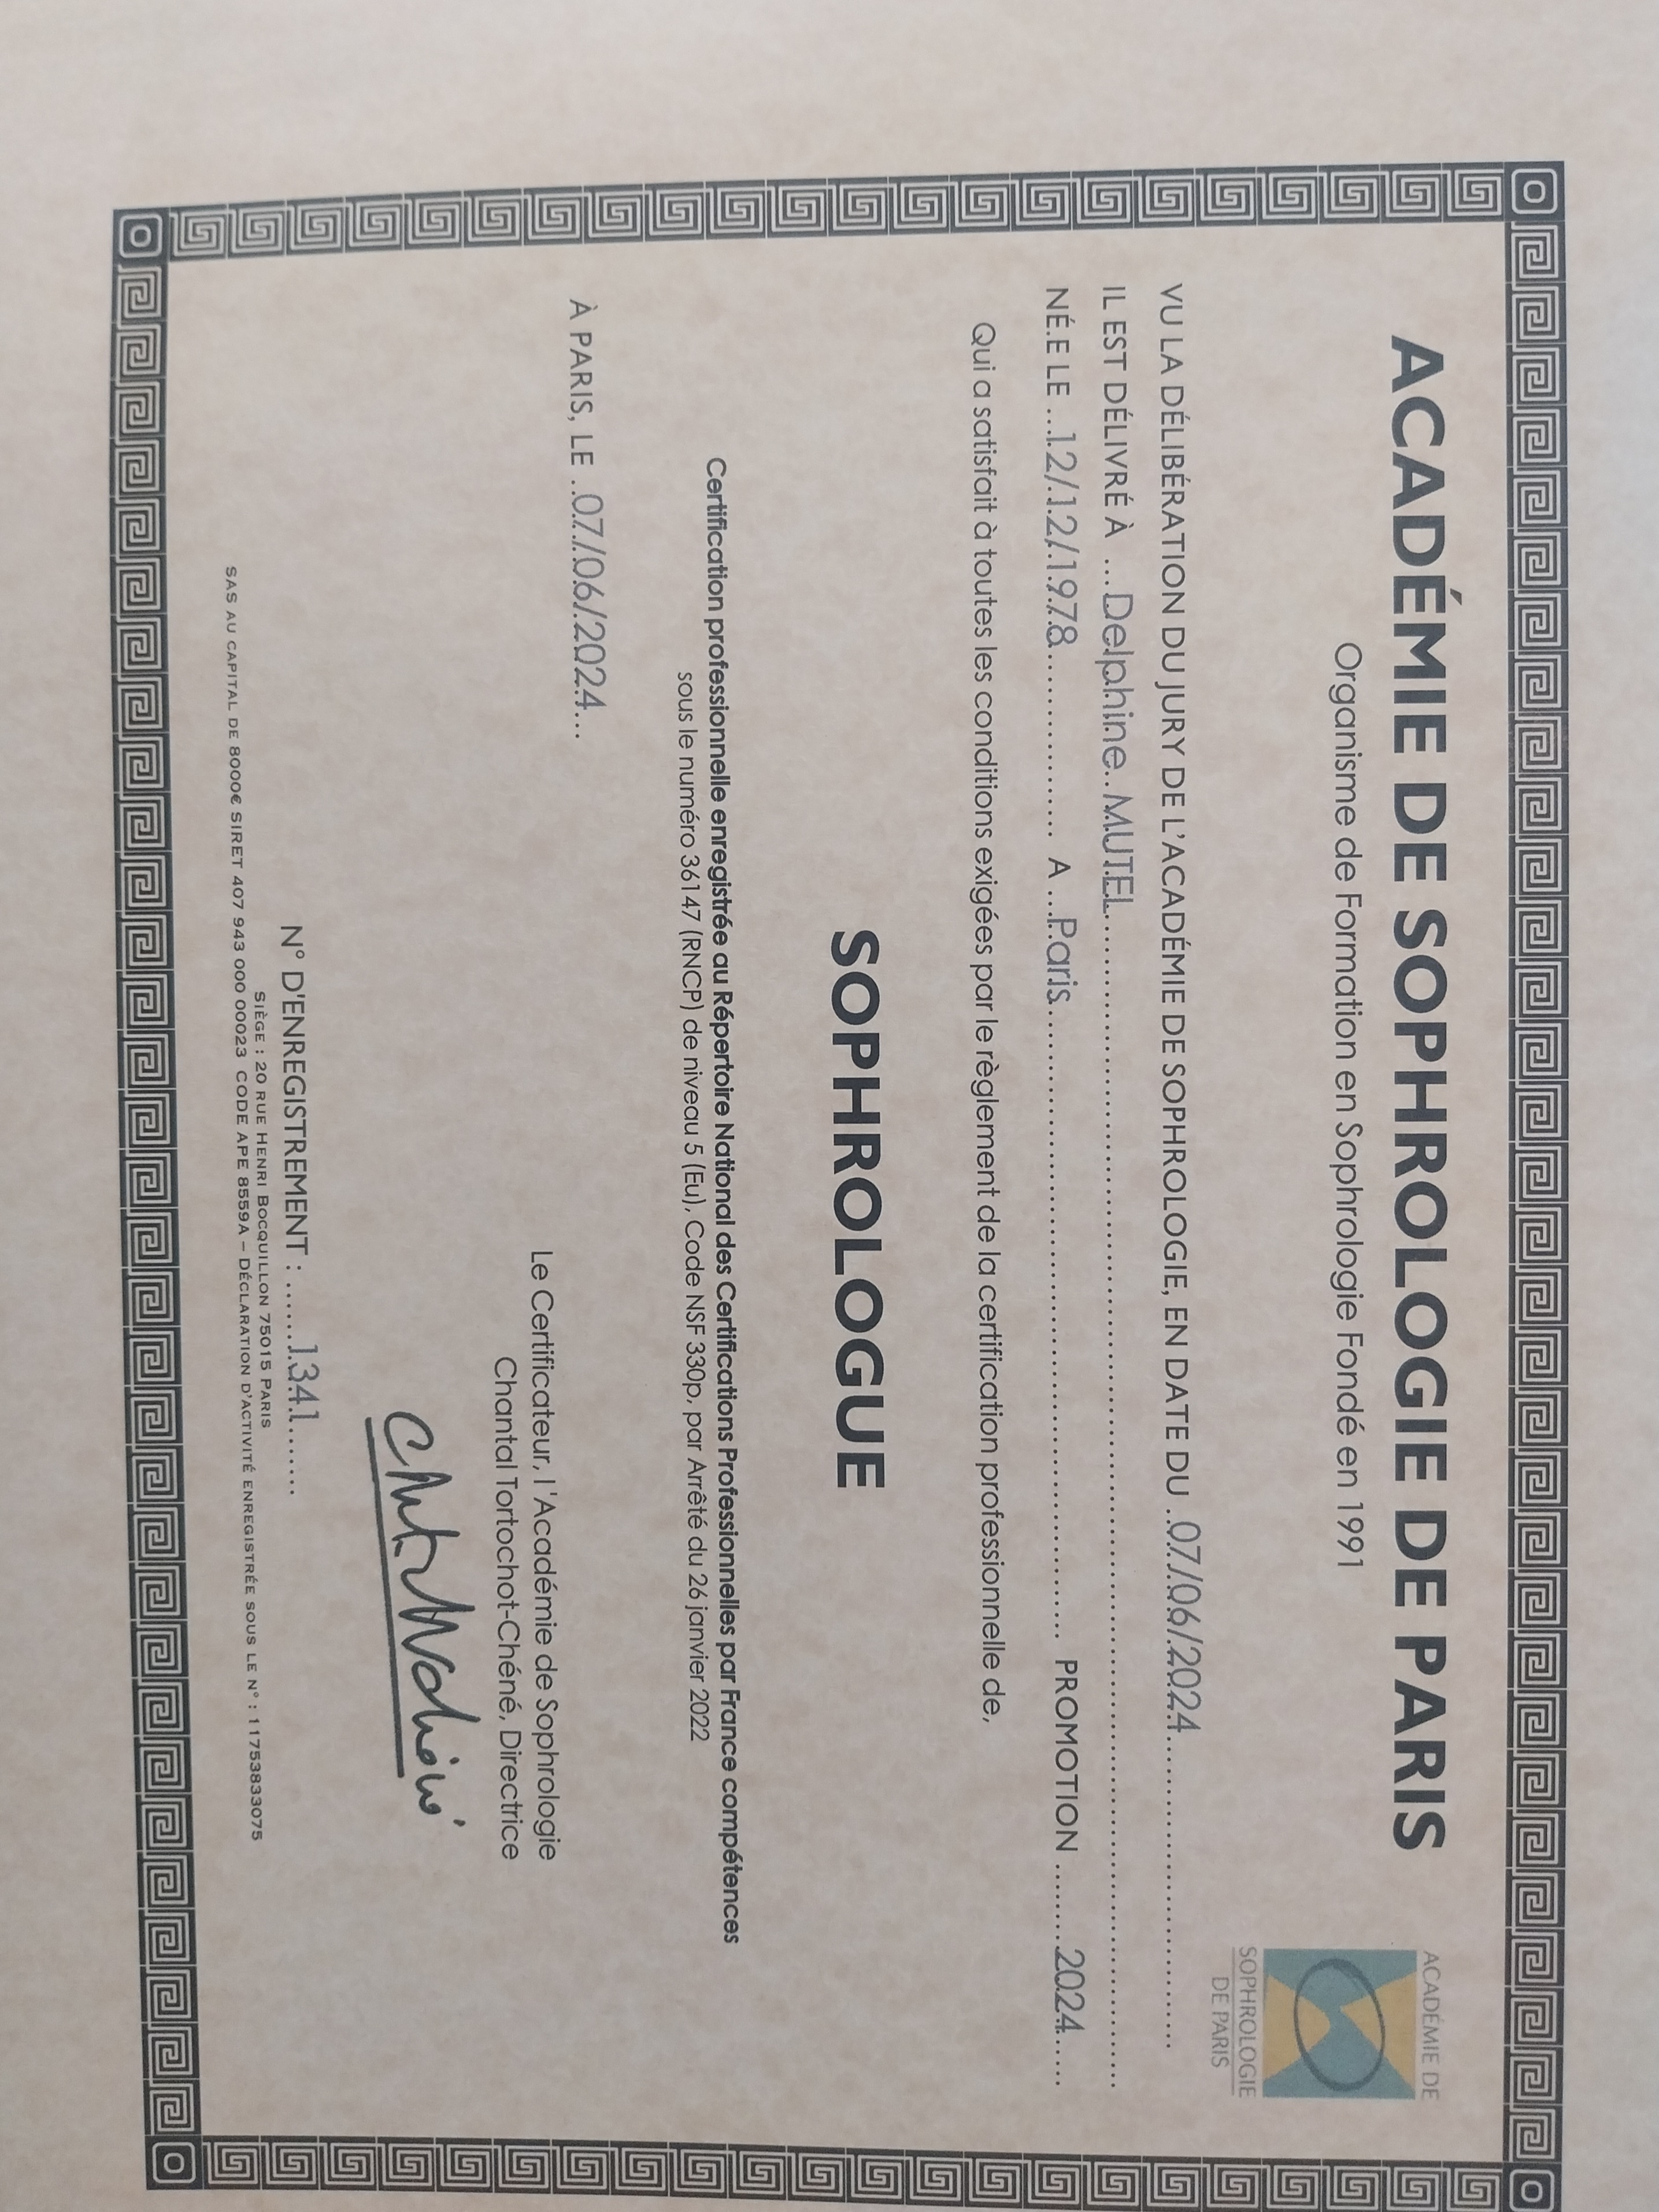 ACADÉMIE DE SOPHROLOGIE DE PARIS
Organisme de Formation en Sophrologie Fondé en 1991
ACADÉMIE DE
SOPHROLOGIE
DE PARIS
VU LA DÉLIBÉRATION DU JURY DE L'ACADÉMIE DE SOPHROLOGIE, EN DATE DU ..07/06/2024..............................
IL EST DÉLIVRÉ À ...Delphine..MUTEL..............................
NÉ.E LE ...12/12/1978.................... A ...Paris.............................. PROMOTION .......2024.....
Qui a satisfait à toutes les conditions exigées par le règlement de la certification professionnelle de,
SOPHROLOGUE
Certification professionnelle enregistrée au Répertoire National des Certifications Professionnelles par France compétences
sous le numéro 36147 (RNCP) de niveau 5 (Eu), Code NSF 330p, par Arrêté du 26 janvier 2022
À PARIS, LE ..07/06/2024...
Le Certificateur, l'Académie de Sophrologie
Chantal Tortochot-Chéné, Directrice
N° D'ENREGISTREMENT : ......1341.......
SIÈGE : 20 RUE HENRI BOCQUILLON 75015 PARIS
SAS AU CAPITAL DE 8000€ SIRET 407 943 000 00023 CODE APE 8559A – DÉCLARATION D'ACTIVITÉ ENREGISTRÉE SOUS LE N° : 11753833075